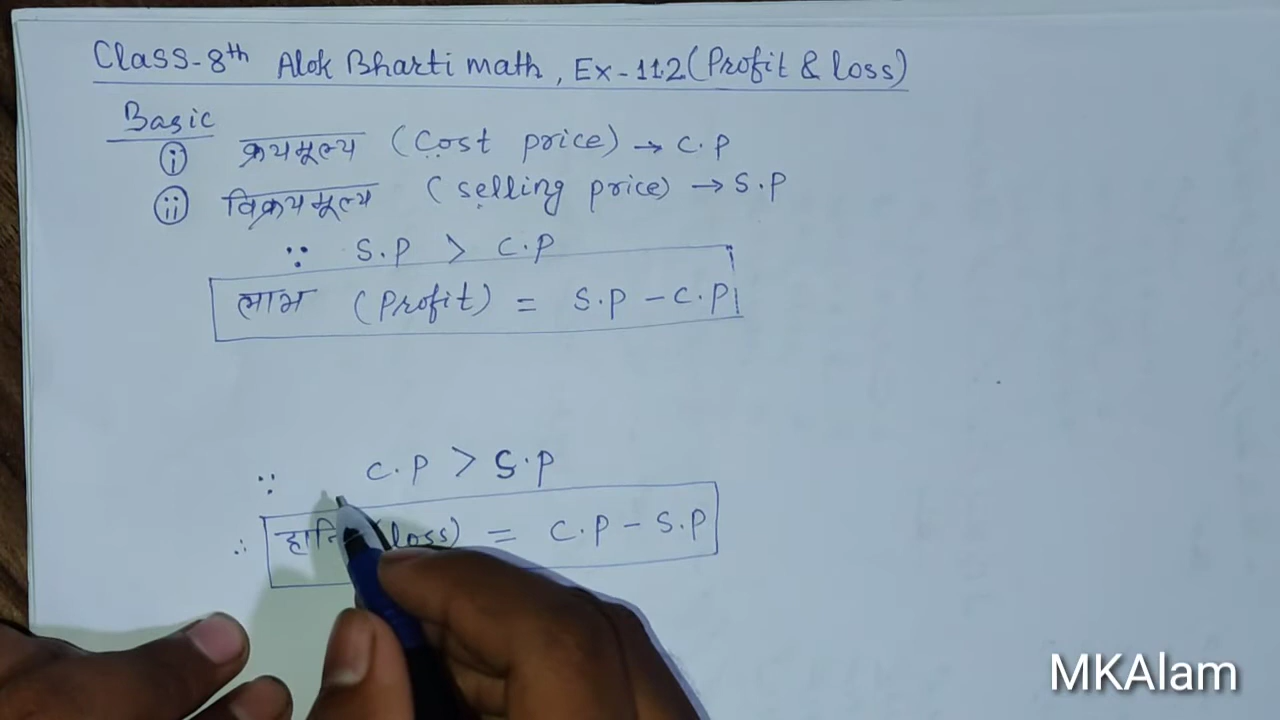 Class-8th Alok Bharti math, Ex-11.2 (Profit & loss)
Basic
(i) क्रयमूल्य (Cost price) → C.P
(ii) विक्रयमूल्य (selling price) → S.P
∵ S.P > C.P
लाभ (Profit) = S.P - C.P
∵ C.P > S.P
∴ हानि (loss) = C.P - S.P
MKAlam